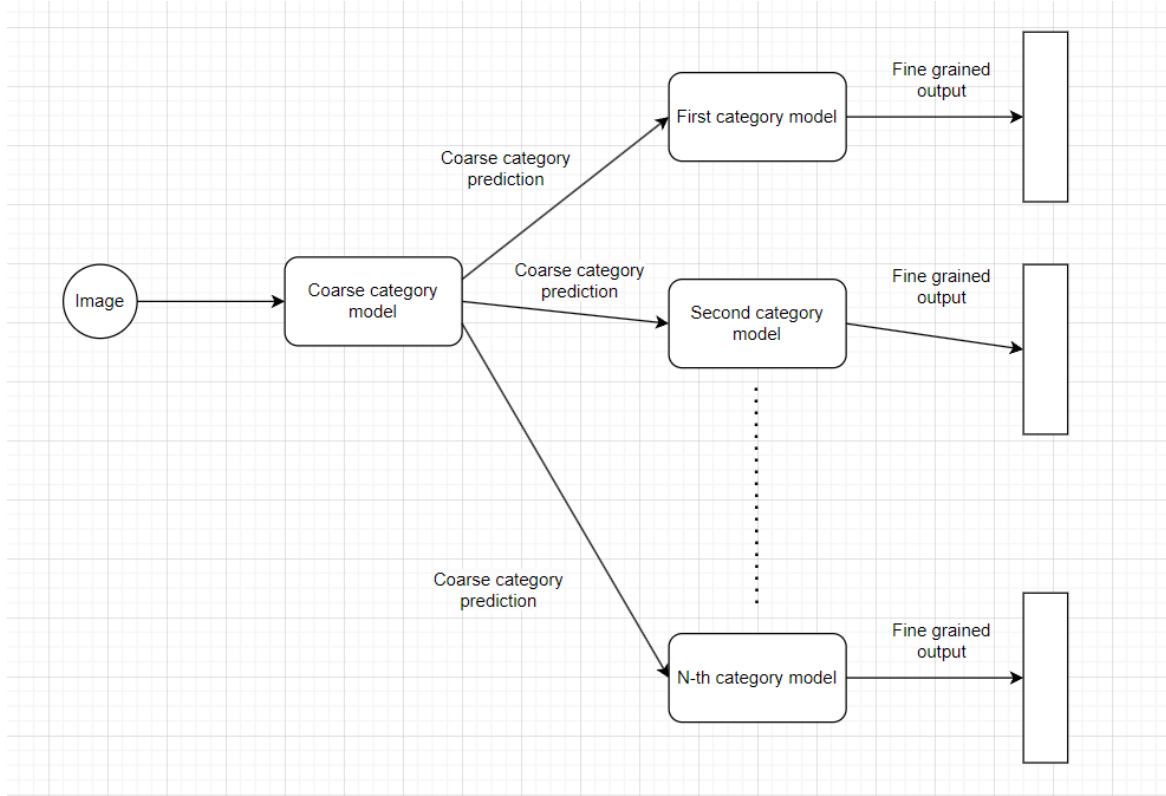 Fine grained
output
First category model
Coarse category
prediction
Image
Coarse category
model
Coarse category
prediction
Second category
model
Fine grained
output
Coarse category
prediction
N-th category model
Fine grained
output